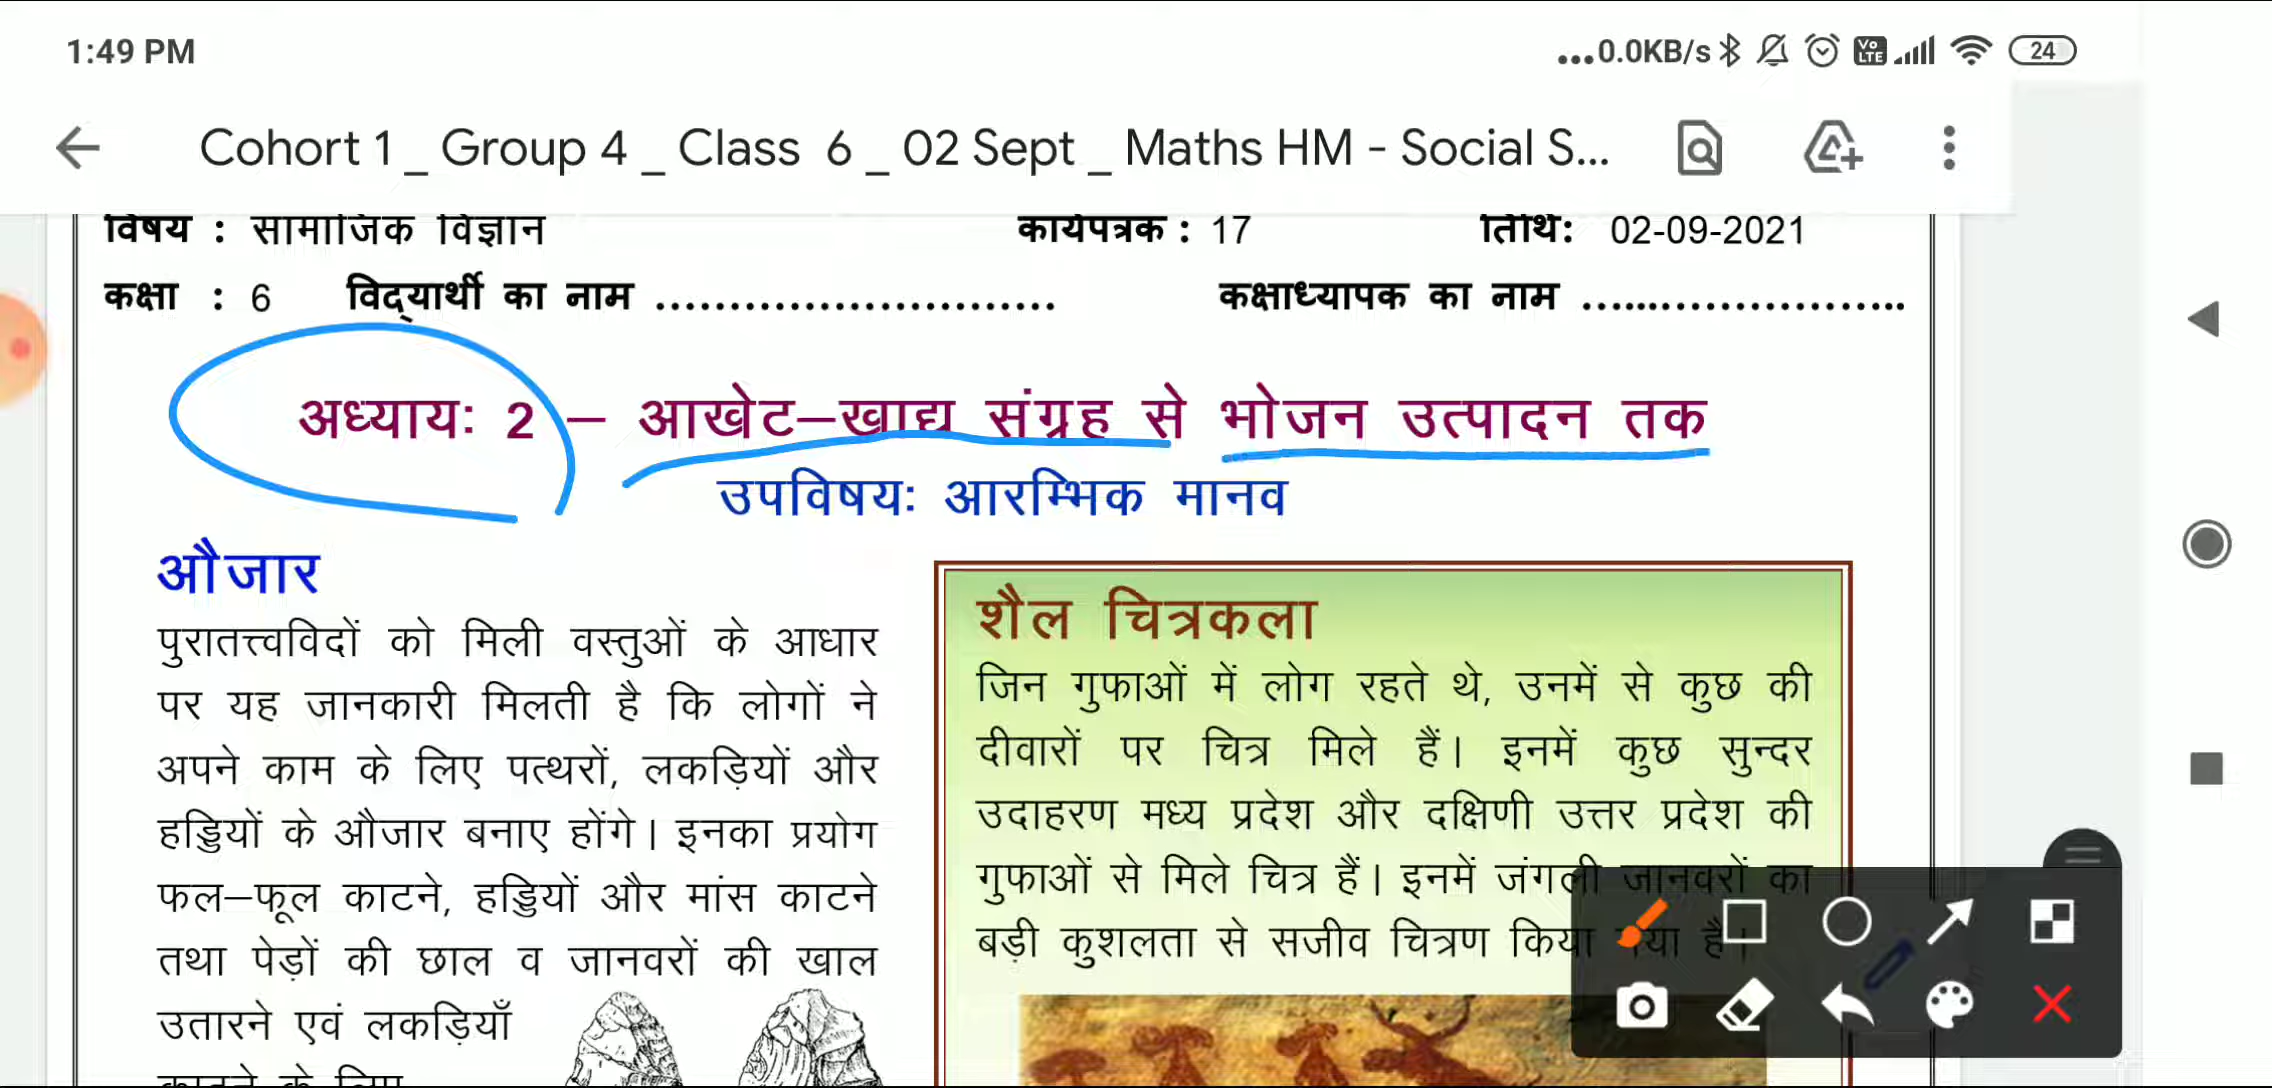 1:49 PM
...0.0KB/s Vo LTE 24
Cohort 1 _ Group 4 _ Class 6 _ 02 Sept _ Maths HM - Social S...
विषय : सामाजिक विज्ञान कार्यपत्रक : 17 तिथि: 02-09-2021
कक्षा : 6 विद्यार्थी का नाम ........................... कक्षाध्यापक का नाम ......................
अध्यायः 2 – आखेट–खाद्य संग्रह से भोजन उत्पादन तक
उपविषयः आरम्भिक मानव
औजार
पुरातत्त्वविदों को मिली वस्तुओं के आधार
पर यह जानकारी मिलती है कि लोगों ने
अपने काम के लिए पत्थरों, लकड़ियों और
हड्डियों के औजार बनाए होंगे। इनका प्रयोग
फल–फूल काटने, हड्डियों और मांस काटने
तथा पेड़ों की छाल व जानवरों की खाल
उतारने एवं लकड़ियाँ
काटने के लिए
शैल चित्रकला
जिन गुफाओं में लोग रहते थे, उनमें से कुछ की
दीवारों पर चित्र मिले हैं। इनमें कुछ सुन्दर
उदाहरण मध्य प्रदेश और दक्षिणी उत्तर प्रदेश की
गुफाओं से मिले चित्र हैं। इनमें जंगली जानवरों का
बड़ी कुशलता से सजीव चित्रण किया गया है।